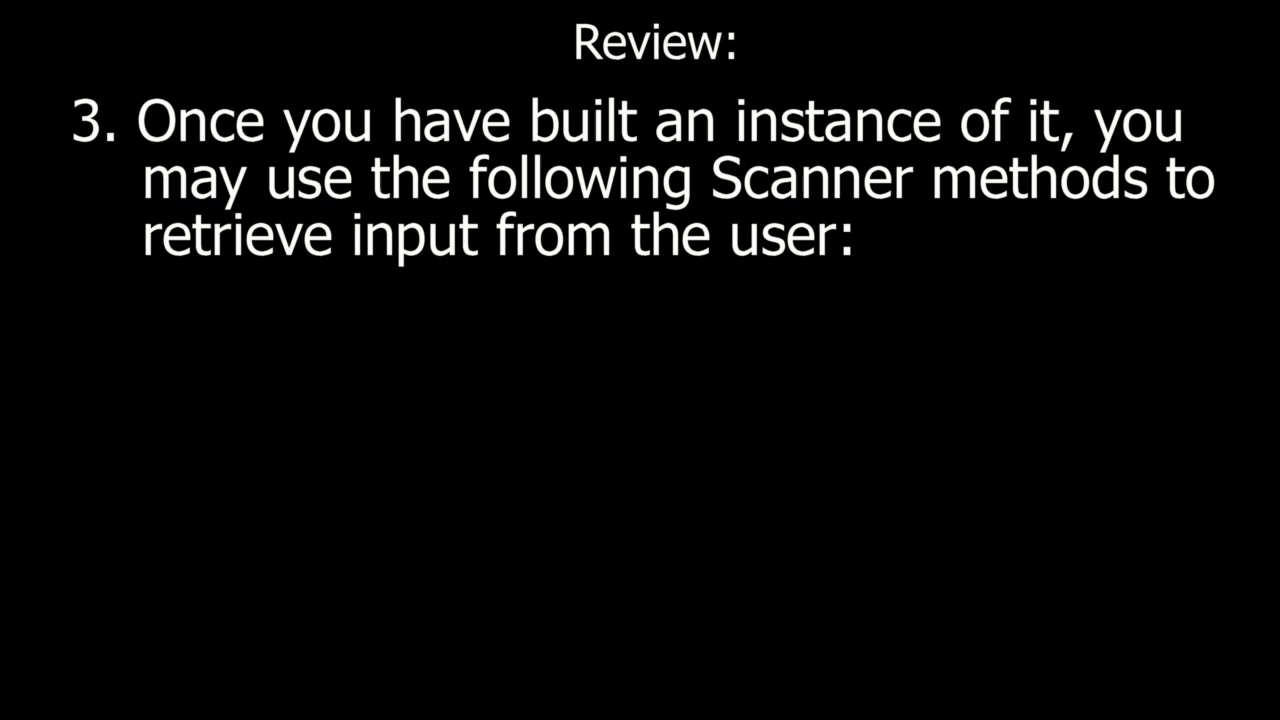 Review:
3. Once you have built an instance of it, you
may use the following Scanner methods to
retrieve input from the user: